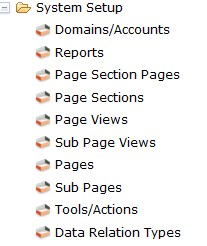 System Setup
Domains/Accounts
Reports
Page Section Pages
Page Sections
Page Views
Sub Page Views
Pages
Sub Pages
Tools/Actions
Data Relation Types